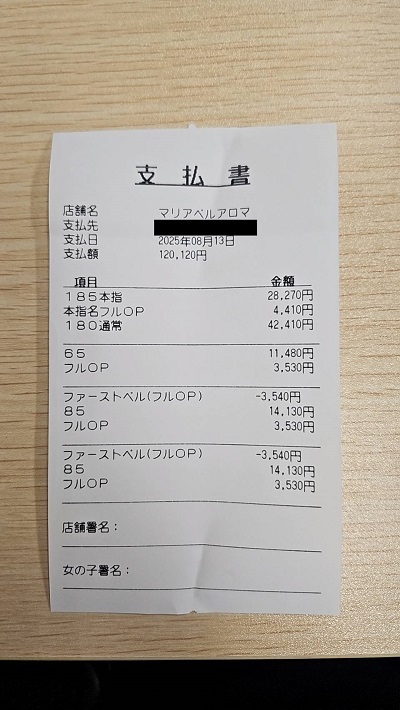 支払書
店舗名 マリアベルアロマ
支払先
支払日 2025年08月13日
支払額 120,120円
項目 金額
185本指 28,270円
本指名フルOP 4,410円
180通常 42,410円
65 11,480円
フルOP 3,530円
ファーストベル(フルOP) -3,540円
85 14,130円
フルOP 3,530円
ファーストベル(フルOP) -3,540円
85 14,130円
フルOP 3,530円
店舗署名:
女の子署名: